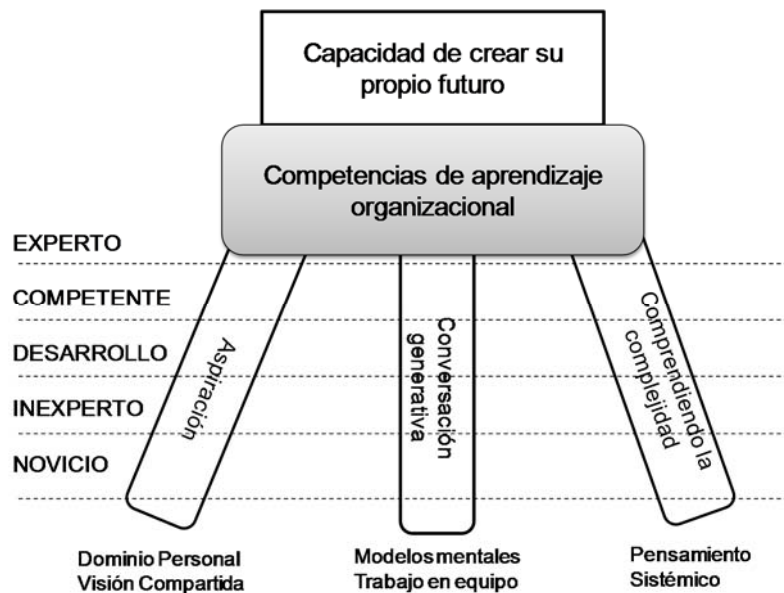 Capacidad de crear su
propio futuro
Competencias de aprendizaje
organizacional
EXPERTO
COMPETENTE
DESARROLLO
INEXPERTO
NOVICIO
Aspiración
Conversación
generativa
Comprendiendo la
complejidad
Dominio Personal
Visión Compartida
Modelos mentales
Trabajo en equipo
Pensamiento
Sistémico